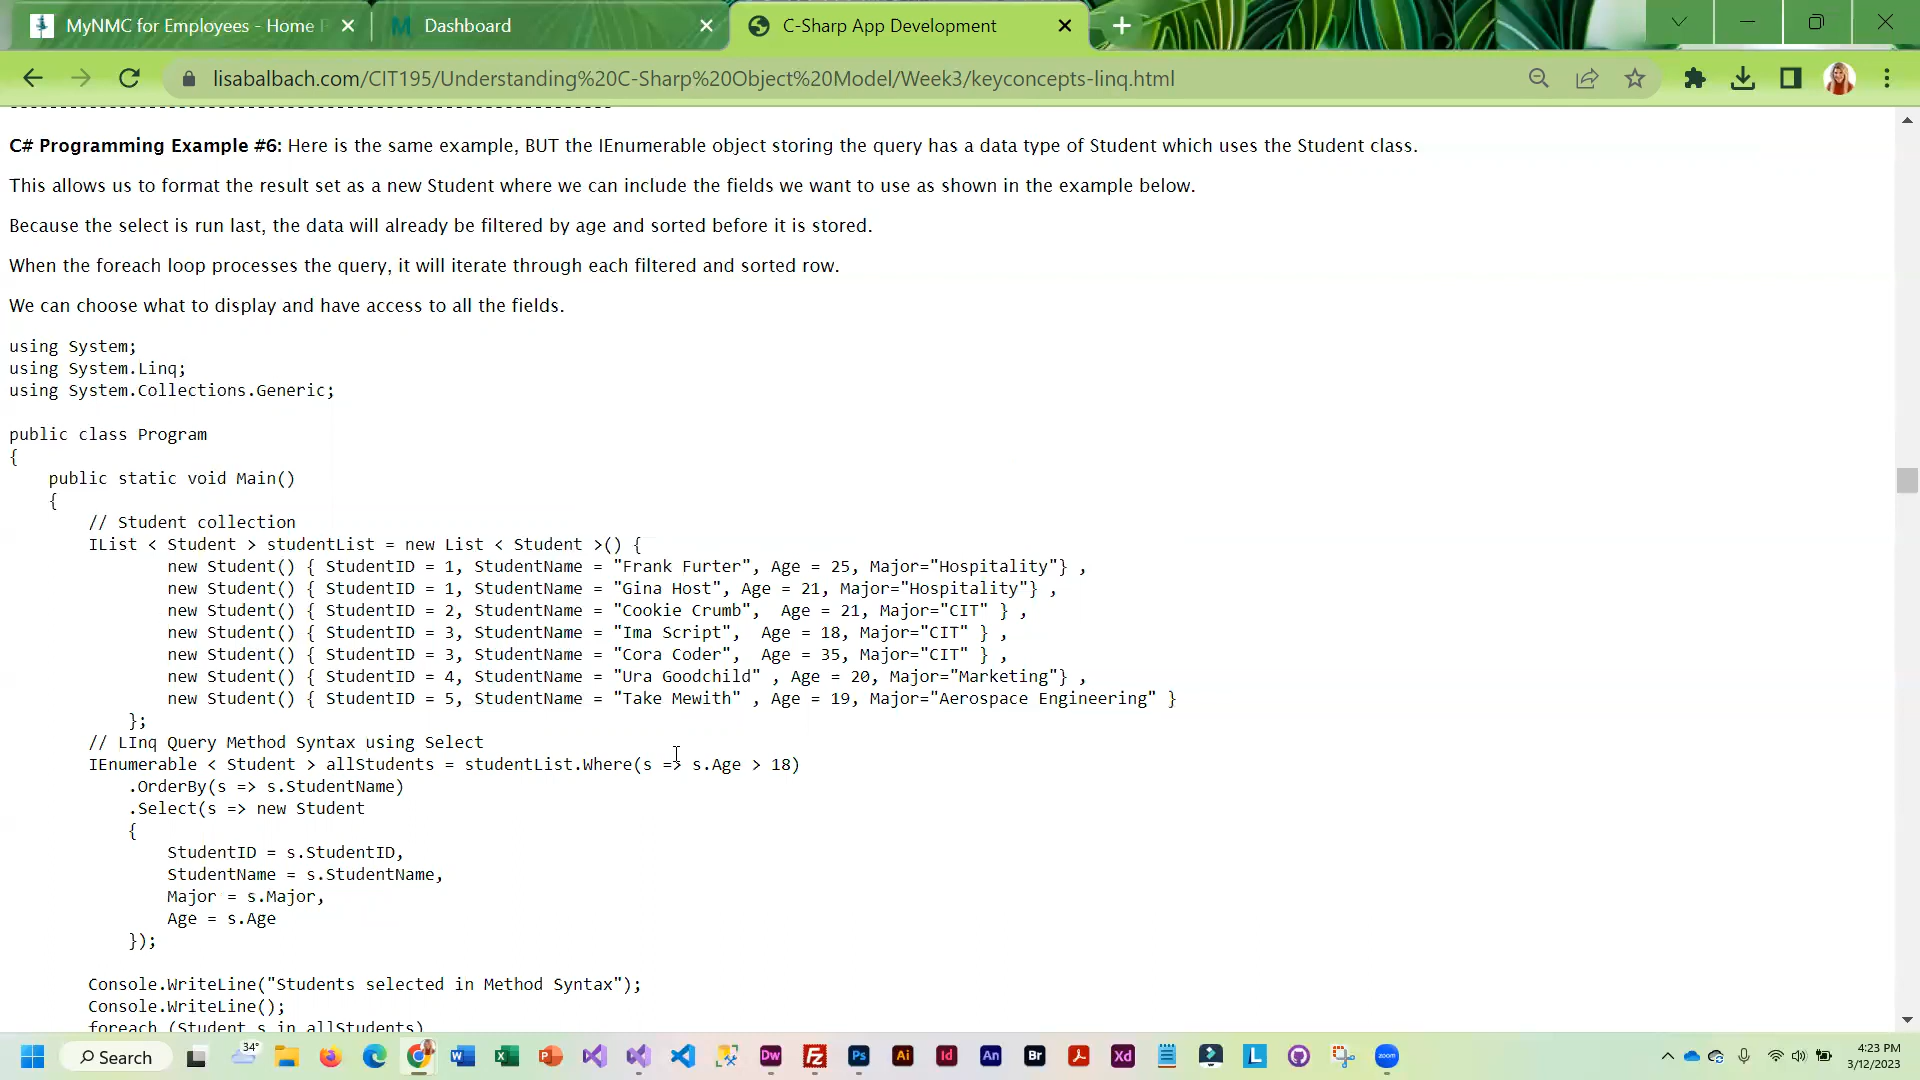 MyNMC for Employees - Home P
Dashboard
C-Sharp App Development
lisabalbach.com/CIT195/Understanding%20C-Sharp%20Object%20Model/Week3/keyconcepts-linq.html
C# Programming Example #6: Here is the same example, BUT the IEnumerable object storing the query has a data type of Student which uses the Student class.
This allows us to format the result set as a new Student where we can include the fields we want to use as shown in the example below.
Because the select is run last, the data will already be filtered by age and sorted before it is stored.
When the foreach loop processes the query, it will iterate through each filtered and sorted row.
We can choose what to display and have access to all the fields.
using System;
using System.Linq;
using System.Collections.Generic;
public class Program
{
public static void Main()
{
// Student collection
IList < Student > studentList = new List < Student >() {
new Student() { StudentID = 1, StudentName = "Frank Furter", Age = 25, Major="Hospitality"} ,
new Student() { StudentID = 1, StudentName = "Gina Host", Age = 21, Major="Hospitality"} ,
new Student() { StudentID = 2, StudentName = "Cookie Crumb",  Age = 21, Major="CIT" } ,
new Student() { StudentID = 3, StudentName = "Ima Script",  Age = 18, Major="CIT" } ,
new Student() { StudentID = 3, StudentName = "Cora Coder",  Age = 35, Major="CIT" } ,
new Student() { StudentID = 4, StudentName = "Ura Goodchild" , Age = 20, Major="Marketing"} ,
new Student() { StudentID = 5, StudentName = "Take Mewith" , Age = 19, Major="Aerospace Engineering" }
};
// LInq Query Method Syntax using Select
IEnumerable < Student > allStudents = studentList.Where(s => s.Age > 18)
.OrderBy(s => s.StudentName)
.Select(s => new Student
{
StudentID = s.StudentID,
StudentName = s.StudentName,
Major = s.Major,
Age = s.Age
});
Console.WriteLine("Students selected in Method Syntax");
Console.WriteLine();
foreach (Student s in allStudents)
Search
34°
zoom
4:23 PM
3/12/2023